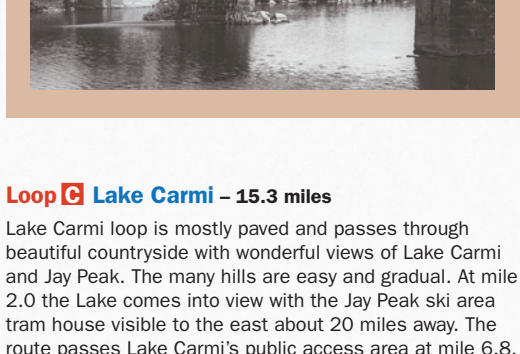 Loop C Lake Carmi – 15.3 miles
Lake Carmi loop is mostly paved and passes through
beautiful countryside with wonderful views of Lake Carmi
and Jay Peak. The many hills are easy and gradual. At mile
2.0 the Lake comes into view with the Jay Peak ski area
tram house visible to the east about 20 miles away. The
route passes Lake Carmi's public access area at mile 6.8.